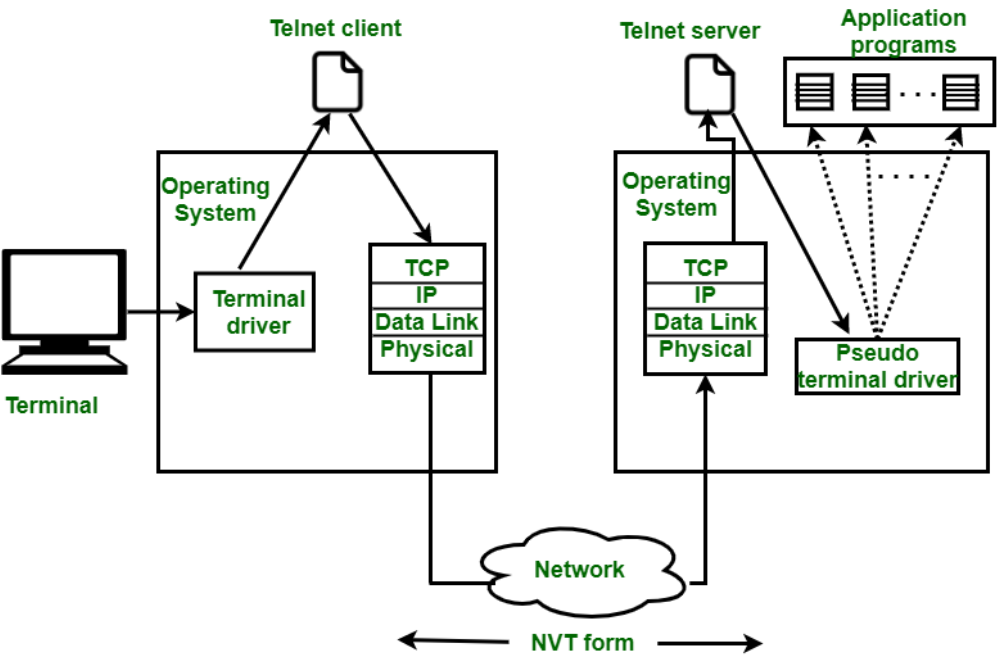 Telnet client
Telnet server
Application
programs
Operating
System
Operating
System
Terminal
driver
TCP
IP
Data Link
Physical
TCP
IP
Data Link
Physical
Pseudo
terminal driver
Terminal
Network
NVT form